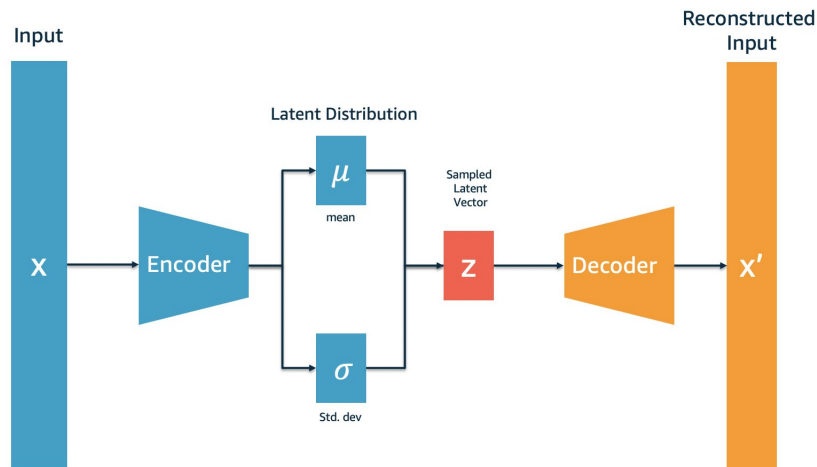 Input
Reconstructed
Input
Latent Distribution
μ
mean
Sampled
Latent
Vector
x
Encoder
z
Decoder
x′
σ
Std. dev